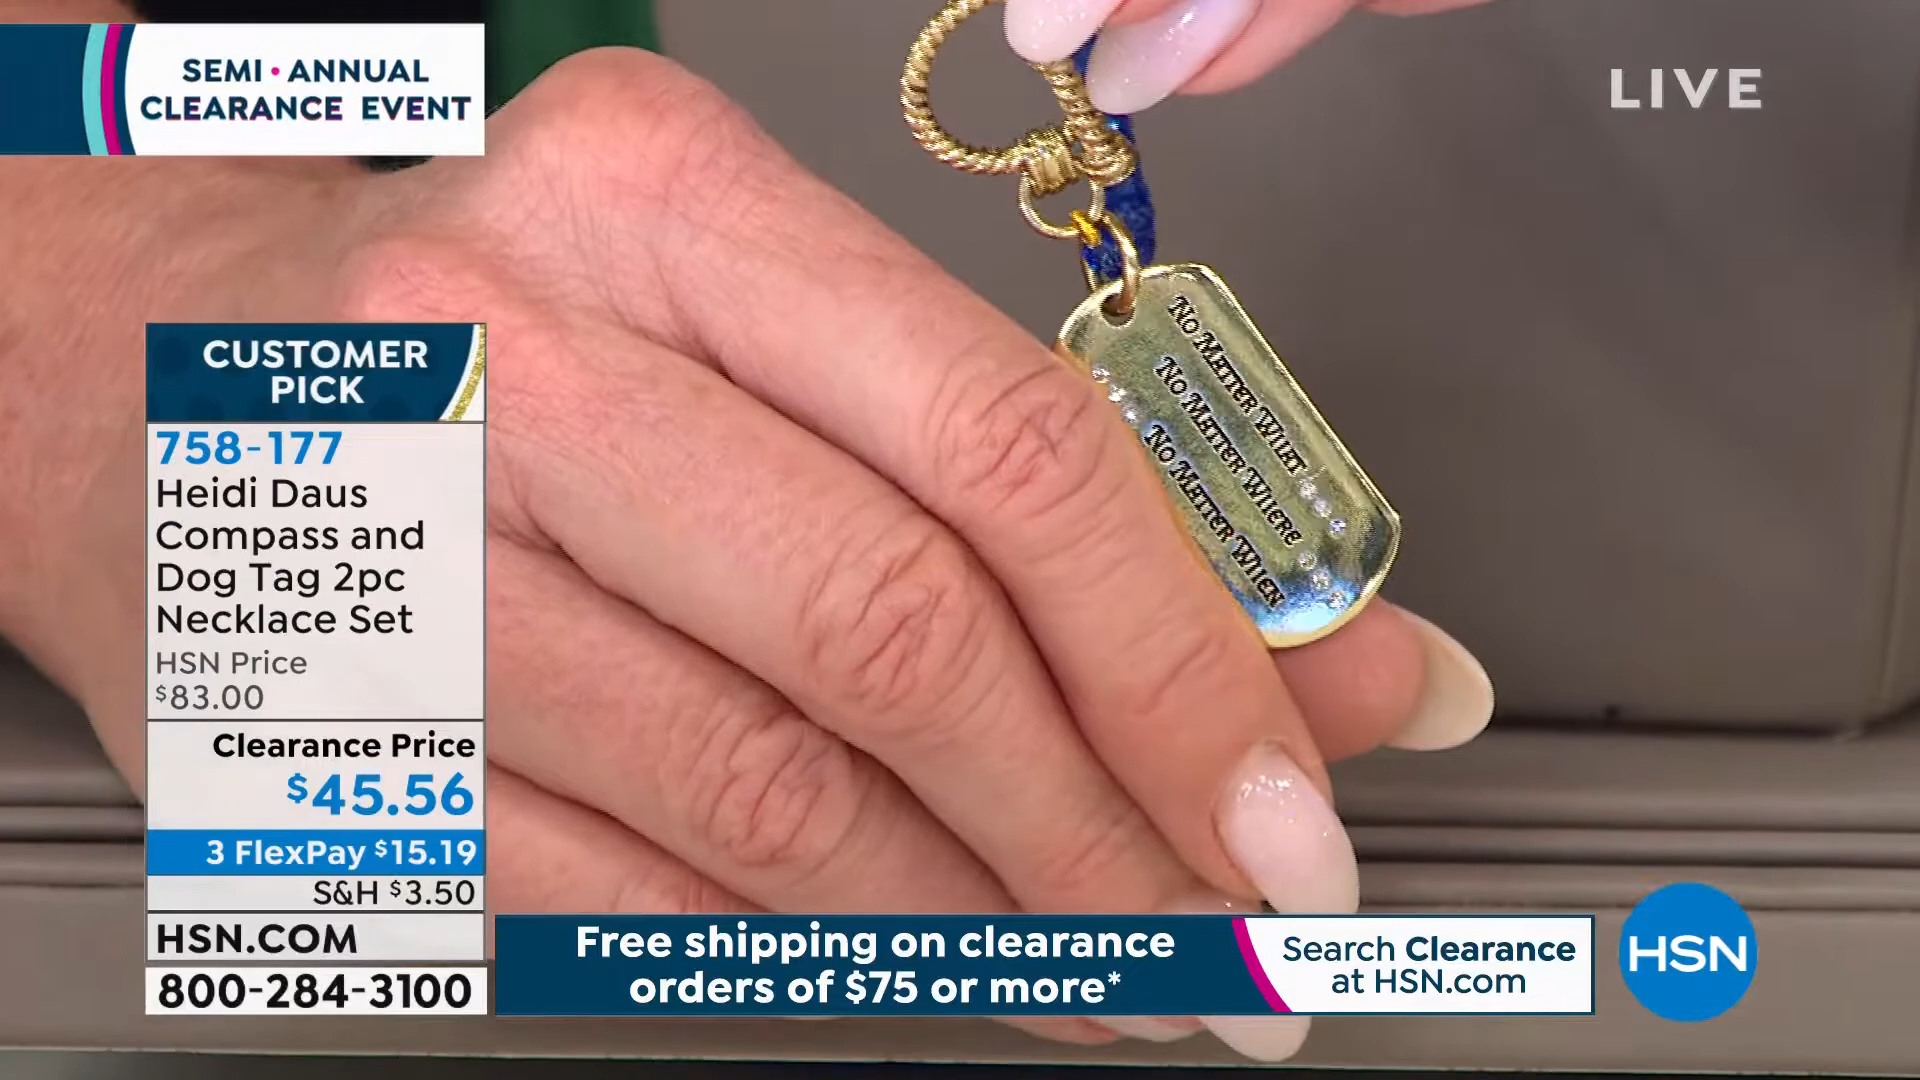 SEMI • ANNUAL
CLEARANCE EVENT
LIVE
CUSTOMER
PICK
758-177
Heidi Daus
Compass and
Dog Tag 2pc
Necklace Set
HSN Price
$83.00
Clearance Price
$45.56
3 FlexPay $15.19
S&H $3.50
HSN.COM
800-284-3100
No Matter What
No Matter Where
No Matter When
Free shipping on clearance
orders of $75 or more*
Search Clearance
at HSN.com
HSN